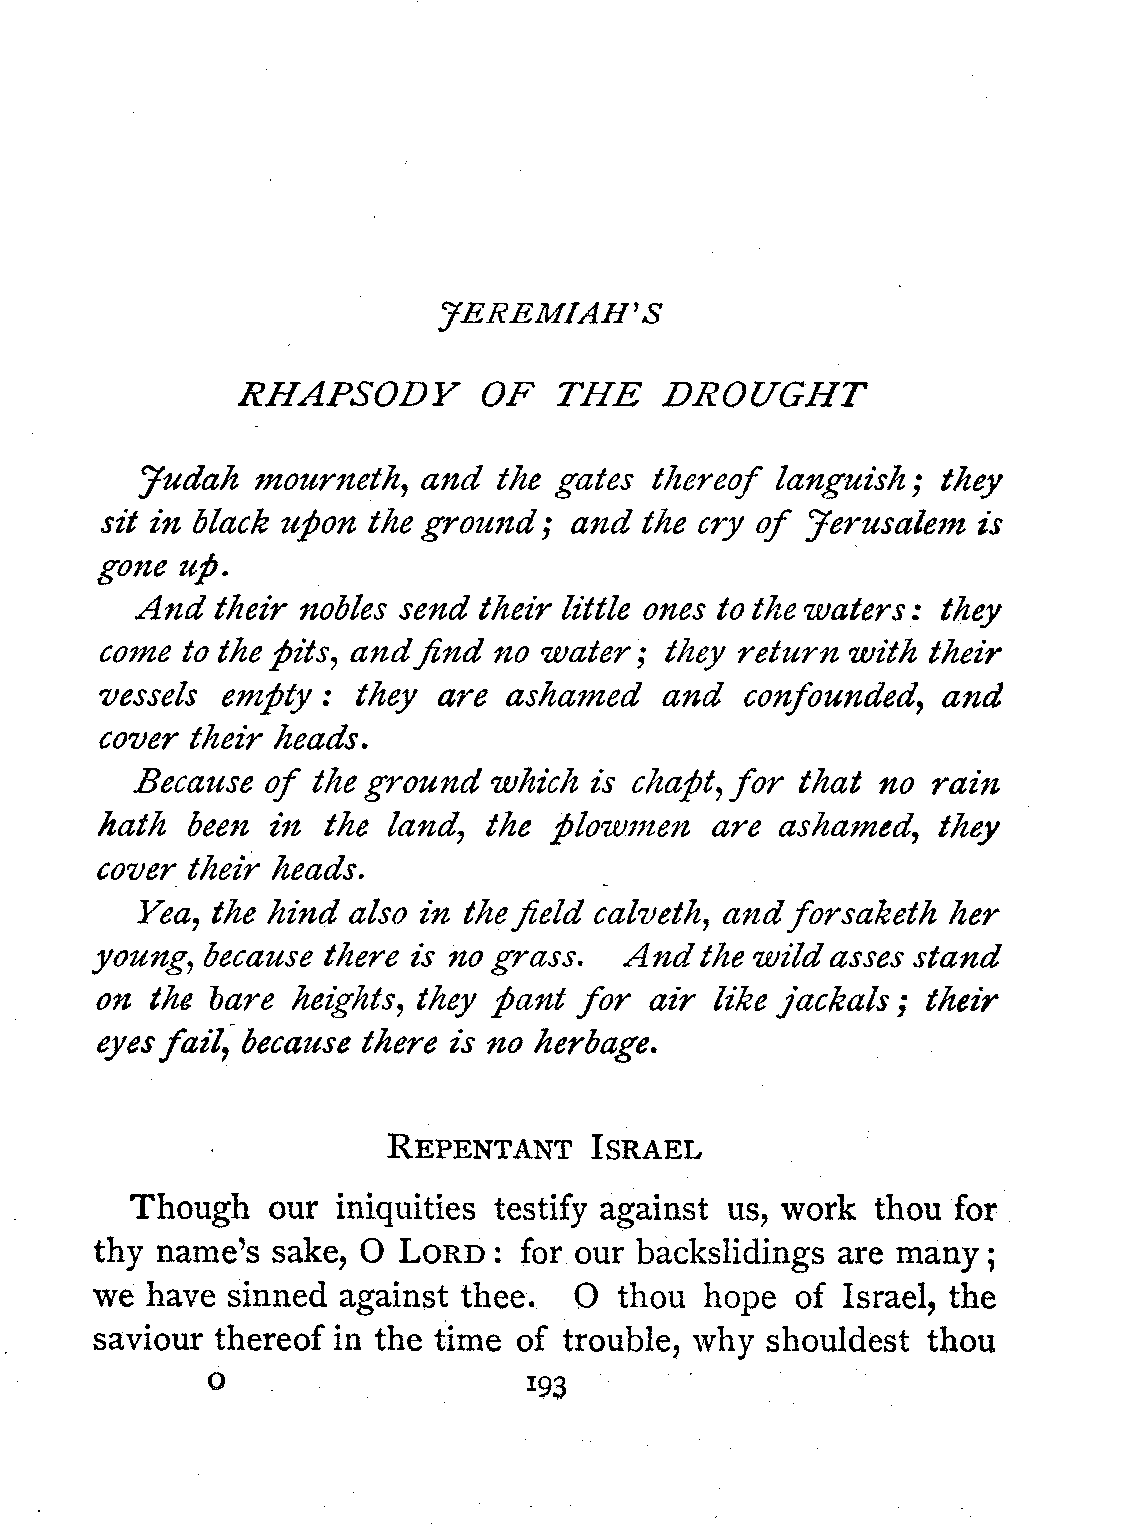 JEREMIAH'S
RHAPSODY OF THE DROUGHT
Judah mourneth, and the gates thereof languish; they
sit in black upon the ground; and the cry of Jerusalem is
gone up.
And their nobles send their little ones to the waters: they
come to the pits, and find no water; they return with their
vessels empty: they are ashamed and confounded, and
cover their heads.
Because of the ground which is chapt, for that no rain
hath been in the land, the plowmen are ashamed, they
cover their heads.
Yea, the hind also in the field calveth, and forsaketh her
young, because there is no grass. And the wild asses stand
on the bare heights, they pant for air like jackals; their
eyes fail, because there is no herbage.
REPENTANT ISRAEL
Though our iniquities testify against us, work thou for
thy name's sake, O LORD: for our backslidings are many;
we have sinned against thee. O thou hope of Israel, the
saviour thereof in the time of trouble, why shouldest thou
O 193